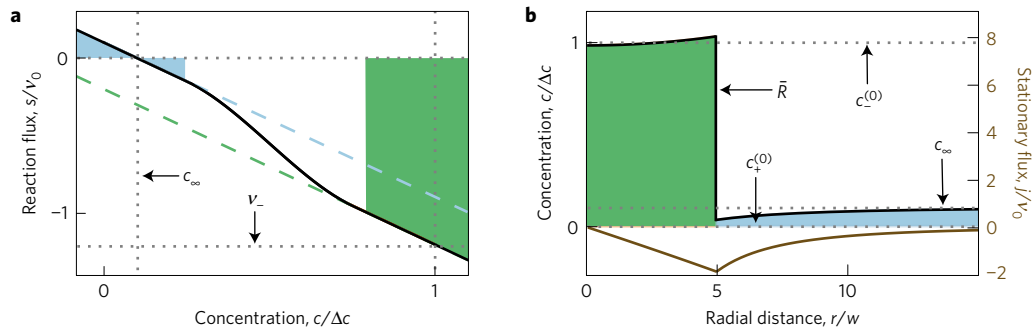 a
Reaction flux, s/ν₀
0
−1
c∞
ν₋
0
1
Concentration, c/Δc
b
Concentration, c/Δc
1
0
R̄
c₋⁽⁰⁾
c₊⁽⁰⁾
c∞
8
6
4
2
0
−2
Stationary flux, j/ν₀
0
5
10
Radial distance, r/w